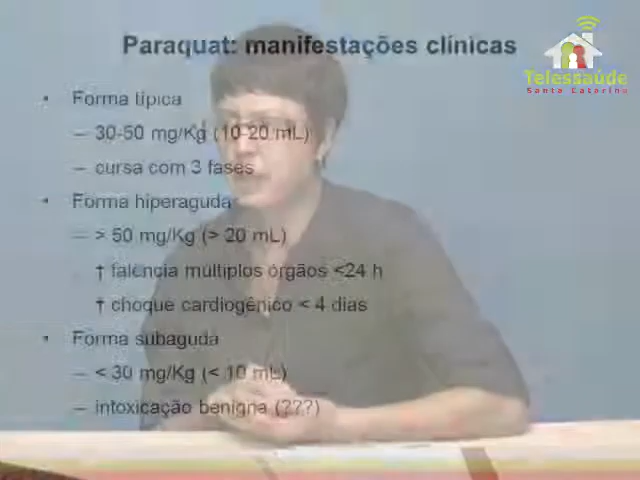 Paraquat: manifestações clínicas
Telessaúde
Santa Catarina
• Forma típica
– 30-50 mg/Kg (10-20 mL)
– cursa com 3 fases
• Forma hiperaguda
– > 50 mg/Kg (> 20 mL)
† falência múltiplos órgãos <24 h
† choque cardiogênico < 4 dias
• Forma subaguda
– < 30 mg/Kg (< 10 mL)
– intoxicação benigna (???)